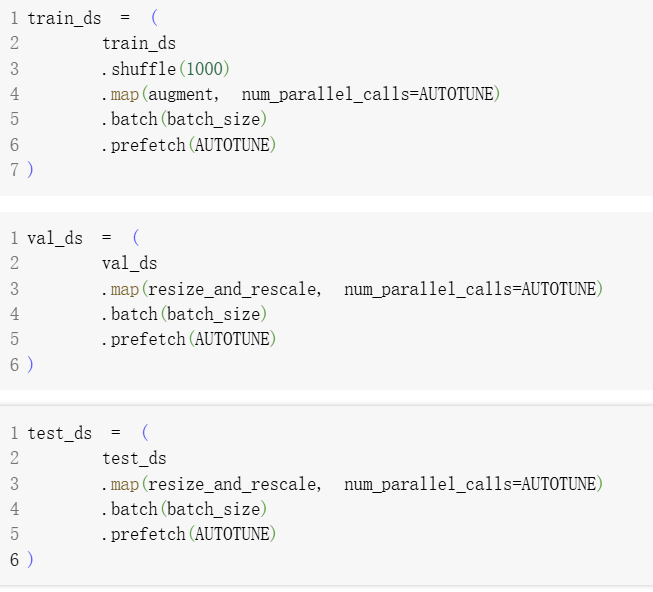 1 train_ds = (
2         train_ds
3         .shuffle(1000)
4         .map(augment, num_parallel_calls=AUTOTUNE)
5         .batch(batch_size)
6         .prefetch(AUTOTUNE)
7 )
1 val_ds = (
2         val_ds
3         .map(resize_and_rescale, num_parallel_calls=AUTOTUNE)
4         .batch(batch_size)
5         .prefetch(AUTOTUNE)
6 )
1 test_ds = (
2         test_ds
3         .map(resize_and_rescale, num_parallel_calls=AUTOTUNE)
4         .batch(batch_size)
5         .prefetch(AUTOTUNE)
6 )